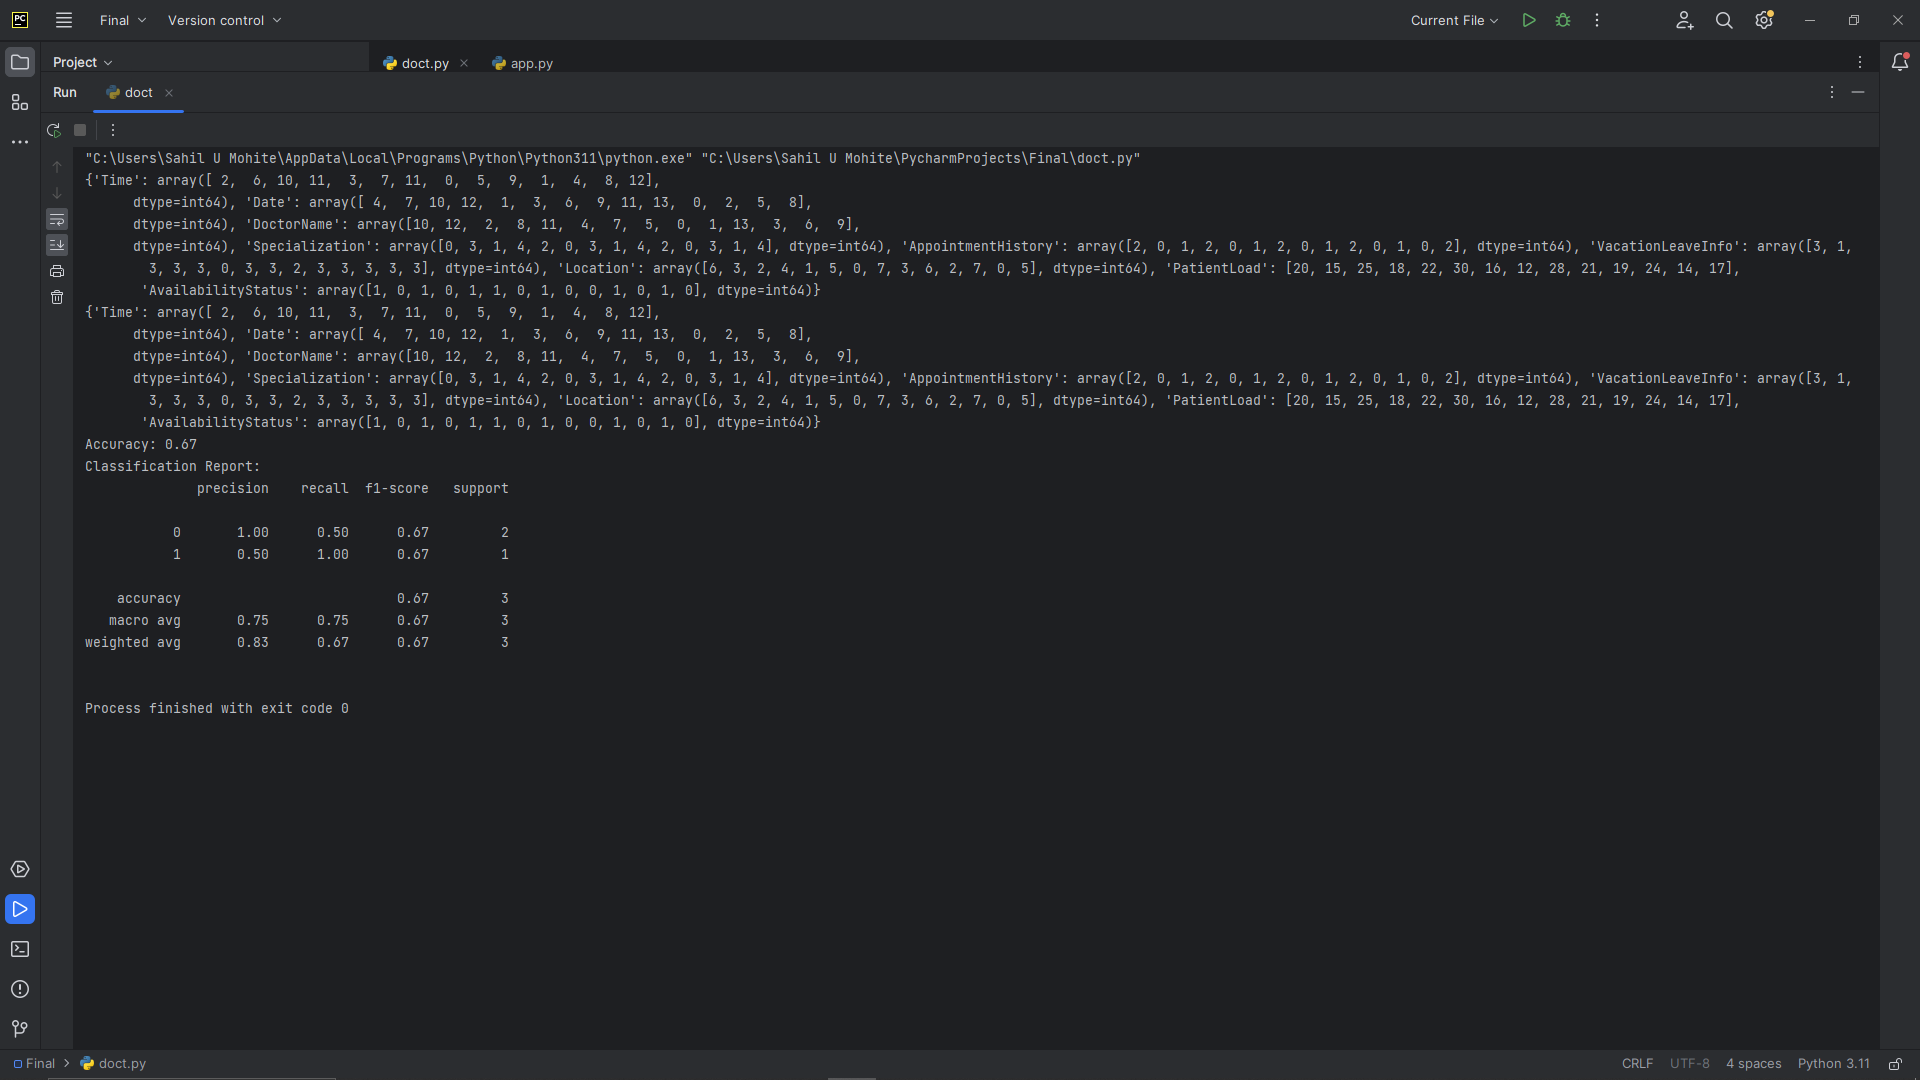 PC Final Version control Current File
Project doct.py app.py
Run doct
"C:\Users\Sahil U Mohite\AppData\Local\Programs\Python\Python311\python.exe" "C:\Users\Sahil U Mohite\PycharmProjects\Final\doct.py"
{'Time': array([ 2,  6, 10, 11,  3,  7, 11,  0,  5,  9,  1,  4,  8, 12],
      dtype=int64), 'Date': array([ 4,  7, 10, 12,  1,  3,  6,  9, 11, 13,  0,  2,  5,  8],
      dtype=int64), 'DoctorName': array([10, 12,  2,  8, 11,  4,  7,  5,  0,  1, 13,  3,  6,  9],
      dtype=int64), 'Specialization': array([0, 3, 1, 4, 2, 0, 3, 1, 4, 2, 0, 3, 1, 4], dtype=int64), 'AppointmentHistory': array([2, 0, 1, 2, 0, 1, 2, 0, 1, 2, 0, 1, 0, 2], dtype=int64), 'VacationLeaveInfo': array([3, 1,
        3, 3, 3, 0, 3, 3, 2, 3, 3, 3, 3, 3], dtype=int64), 'Location': array([6, 3, 2, 4, 1, 5, 0, 7, 3, 6, 2, 7, 0, 5], dtype=int64), 'PatientLoad': [20, 15, 25, 18, 22, 30, 16, 12, 28, 21, 19, 24, 14, 17],
       'AvailabilityStatus': array([1, 0, 1, 0, 1, 1, 0, 1, 0, 0, 1, 0, 1, 0], dtype=int64)}
{'Time': array([ 2,  6, 10, 11,  3,  7, 11,  0,  5,  9,  1,  4,  8, 12],
      dtype=int64), 'Date': array([ 4,  7, 10, 12,  1,  3,  6,  9, 11, 13,  0,  2,  5,  8],
      dtype=int64), 'DoctorName': array([10, 12,  2,  8, 11,  4,  7,  5,  0,  1, 13,  3,  6,  9],
      dtype=int64), 'Specialization': array([0, 3, 1, 4, 2, 0, 3, 1, 4, 2, 0, 3, 1, 4], dtype=int64), 'AppointmentHistory': array([2, 0, 1, 2, 0, 1, 2, 0, 1, 2, 0, 1, 0, 2], dtype=int64), 'VacationLeaveInfo': array([3, 1,
        3, 3, 3, 0, 3, 3, 2, 3, 3, 3, 3, 3], dtype=int64), 'Location': array([6, 3, 2, 4, 1, 5, 0, 7, 3, 6, 2, 7, 0, 5], dtype=int64), 'PatientLoad': [20, 15, 25, 18, 22, 30, 16, 12, 28, 21, 19, 24, 14, 17],
       'AvailabilityStatus': array([1, 0, 1, 0, 1, 1, 0, 1, 0, 0, 1, 0, 1, 0], dtype=int64)}
Accuracy: 0.67
Classification Report:
              precision    recall  f1-score   support
           0       1.00      0.50      0.67         2
           1       0.50      1.00      0.67         1
    accuracy                           0.67         3
   macro avg       0.75      0.75      0.67         3
weighted avg       0.83      0.67      0.67         3
Process finished with exit code 0
Final doct.py CRLF UTF-8 4 spaces Python 3.11